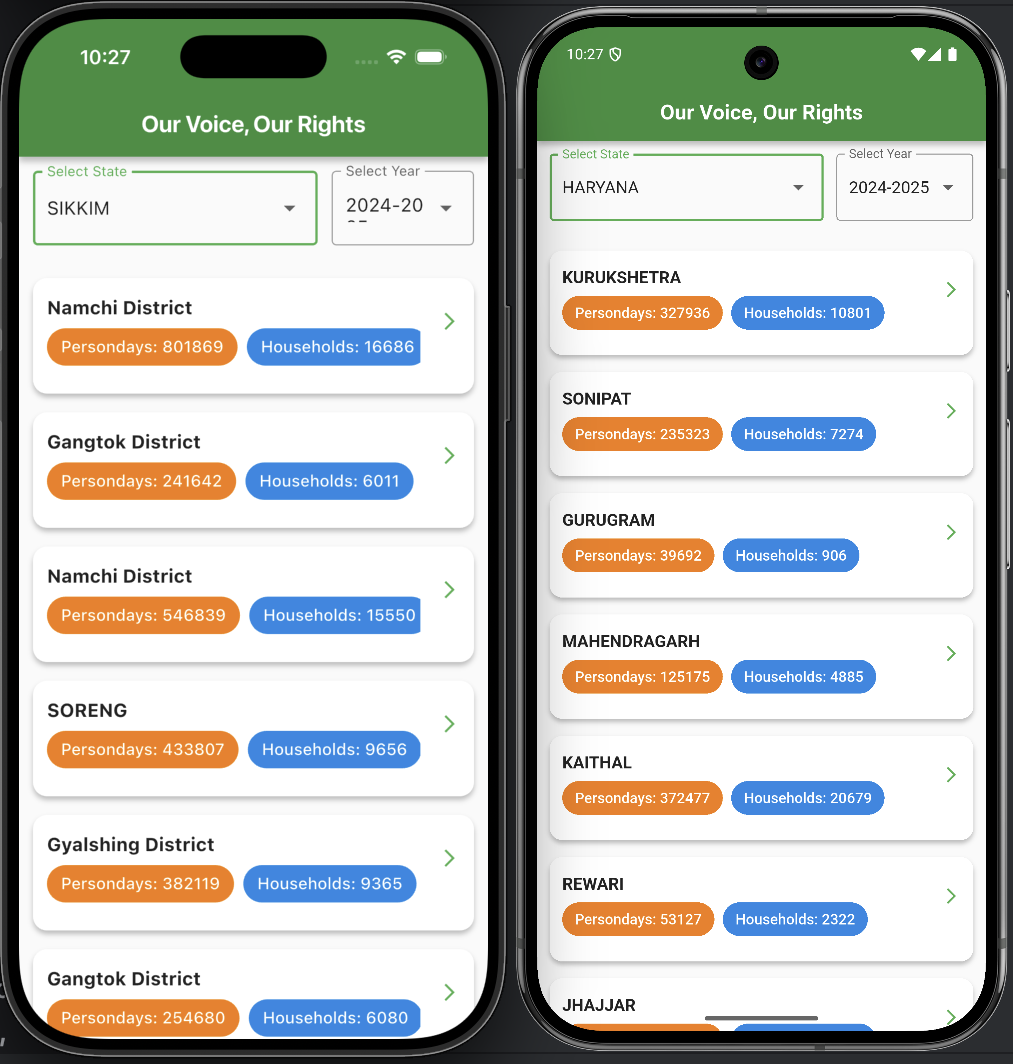 10:27
Our Voice, Our Rights
Select State
Select Year
SIKKIM
2024-20
Namchi District
Persondays: 801869
Households: 16686
Gangtok District
Persondays: 241642
Households: 6011
Namchi District
Persondays: 546839
Households: 15550
SORENG
Persondays: 433807
Households: 9656
Gyalshing District
Persondays: 382119
Households: 9365
Gangtok District
Persondays: 254680
Households: 6080
10:27
Our Voice, Our Rights
Select State
Select Year
HARYANA
2024-2025
KURUKSHETRA
Persondays: 327936
Households: 10801
SONIPAT
Persondays: 235323
Households: 7274
GURUGRAM
Persondays: 39692
Households: 906
MAHENDRAGARH
Persondays: 125175
Households: 4885
KAITHAL
Persondays: 372477
Households: 20679
REWARI
Persondays: 53127
Households: 2322
JHAJJAR